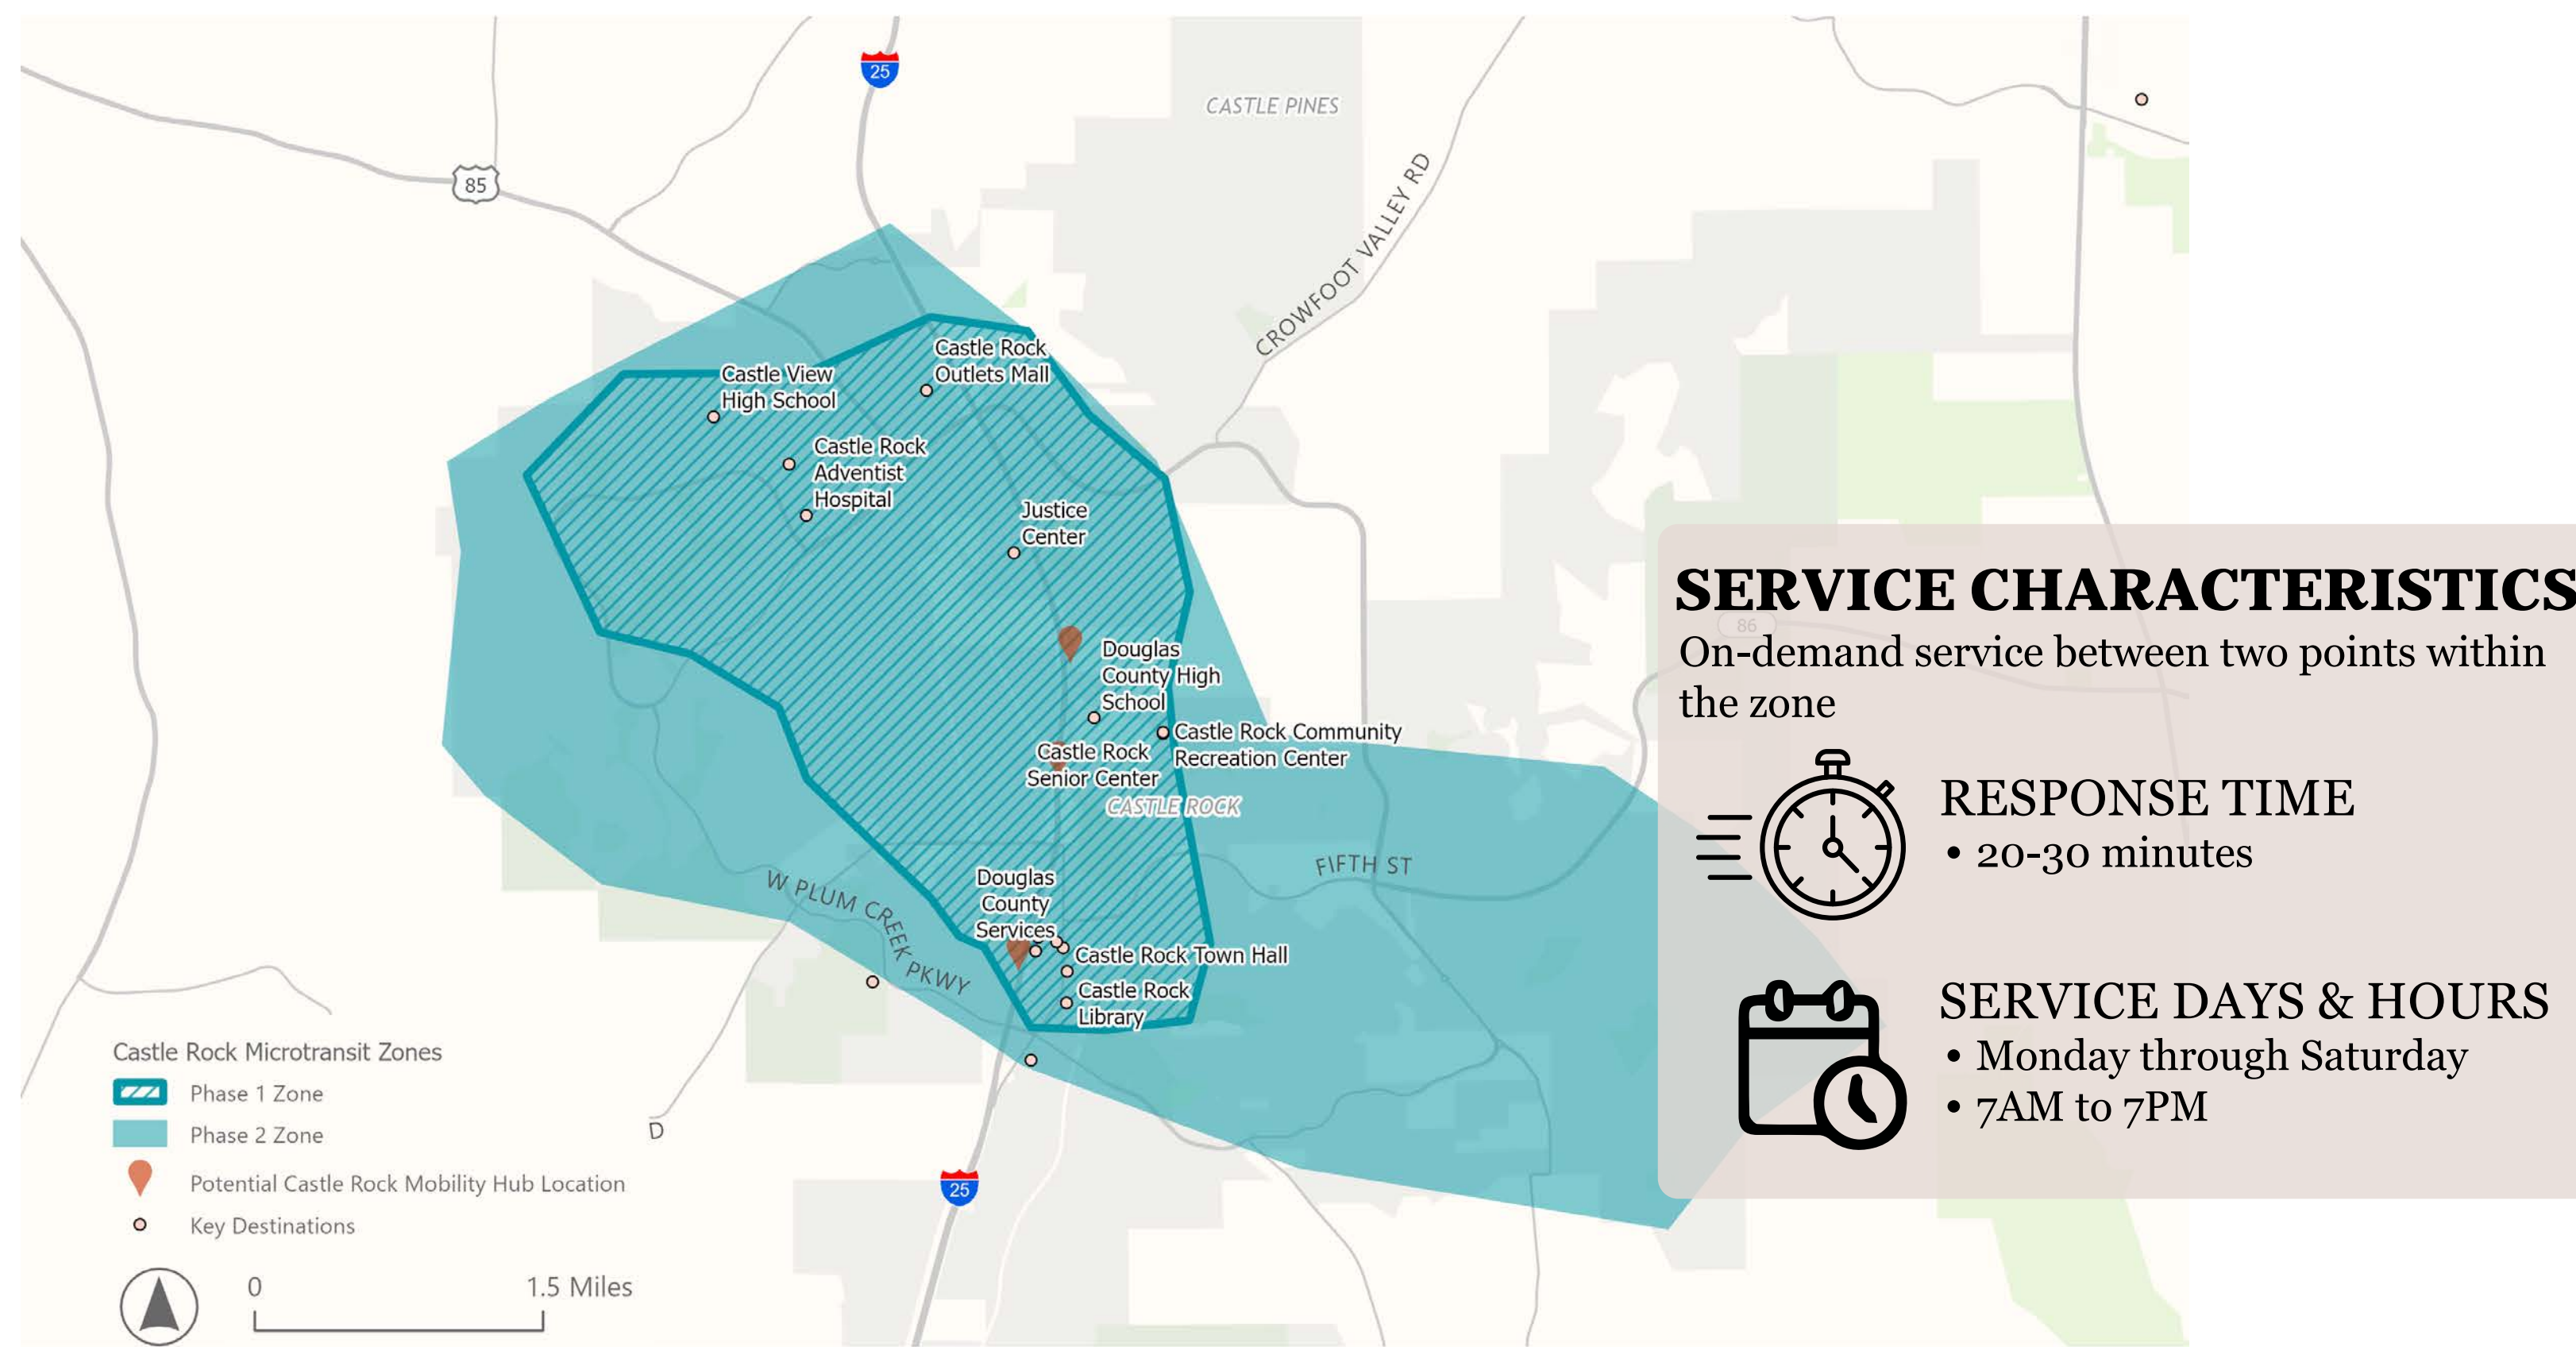 25
CASTLE PINES
85
CROWFOOT VALLEY RD
Castle Rock
Outlets Mall
Castle View
High School
Castle Rock
Adventist
Hospital
Justice
Center
Douglas
County High
School
Castle Rock Community
Recreation Center
Castle Rock
Senior Center
CASTLE ROCK
FIFTH ST
W PLUM CREEK PKWY
Douglas
County
Services
Castle Rock Town Hall
Castle Rock
Library
D
25
Castle Rock Microtransit Zones
Phase 1 Zone
Phase 2 Zone
Potential Castle Rock Mobility Hub Location
Key Destinations
0 1.5 Miles
SERVICE CHARACTERISTICS
86
On-demand service between two points within
the zone
RESPONSE TIME
• 20-30 minutes
SERVICE DAYS & HOURS
• Monday through Saturday
• 7AM to 7PM